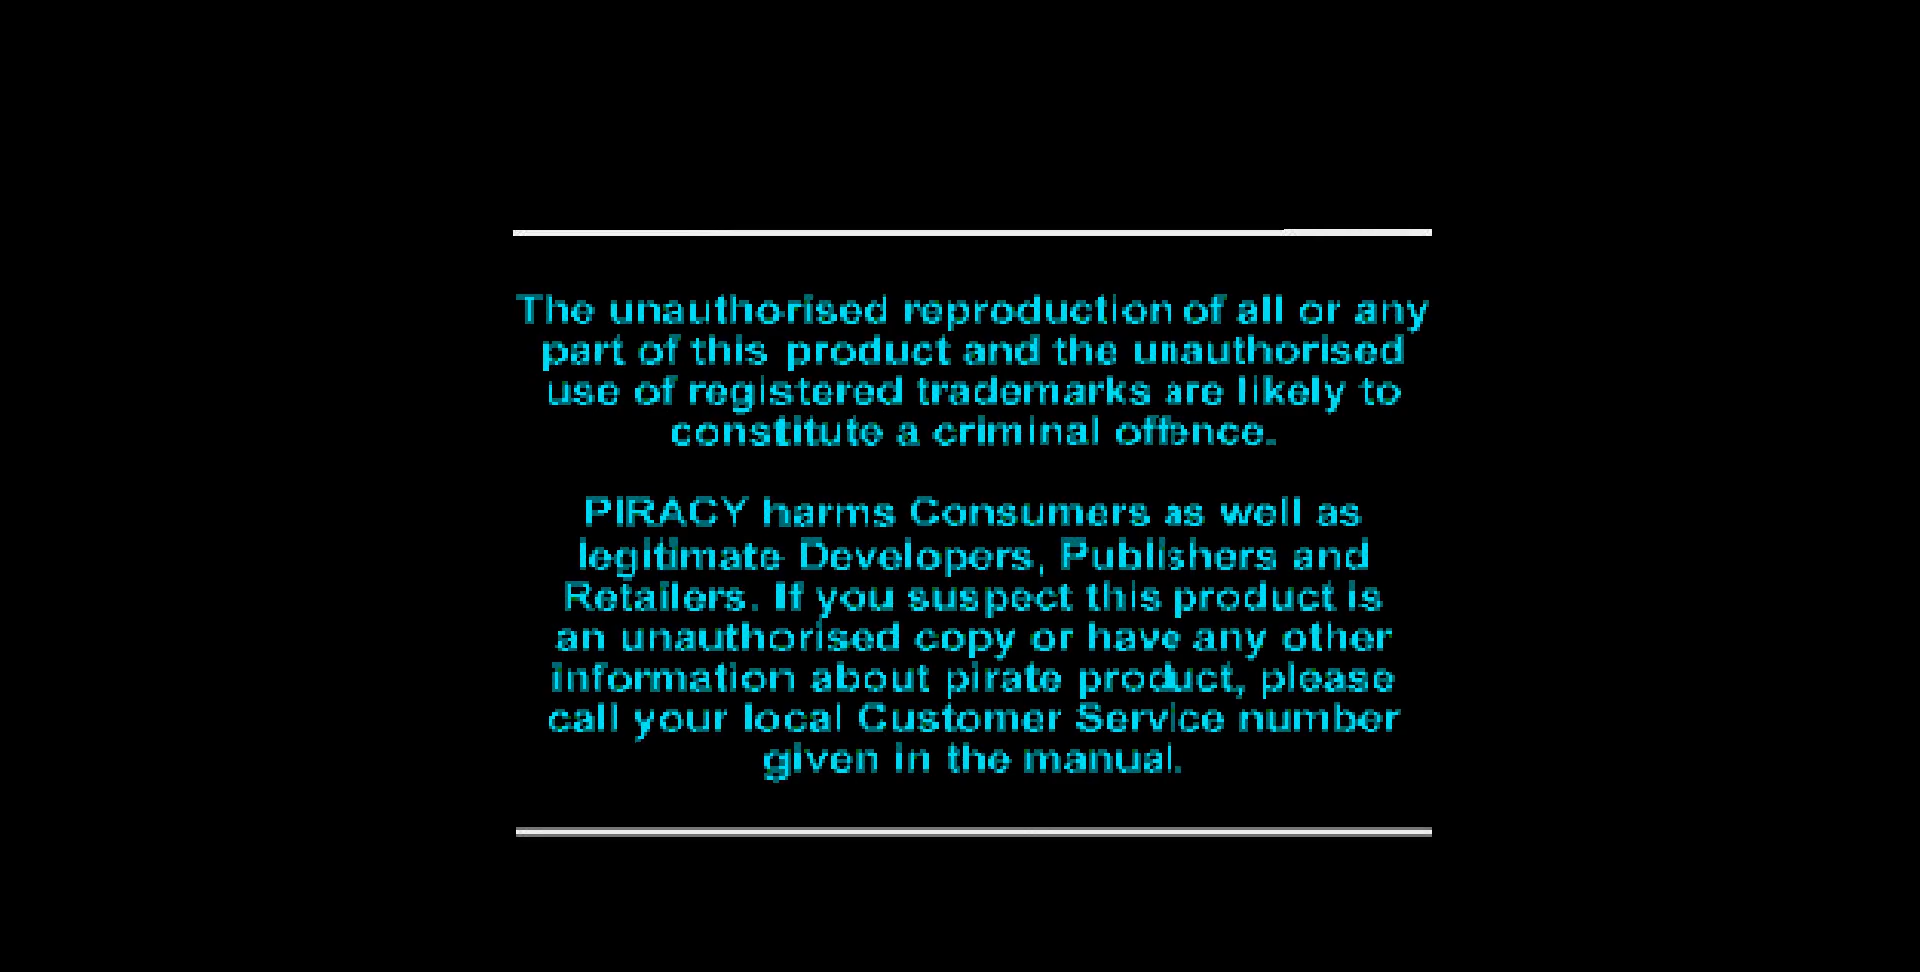 The unauthorised reproduction of all or any
part of this product and the unauthorised
use of registered trademarks are likely to
constitute a criminal offence.
PIRACY harms Consumers as well as
legitimate Developers, Publishers and
Retailers. If you suspect this product is
an unauthorised copy or have any other
information about pirate product, please
call your local Customer Service number
given in the manual.